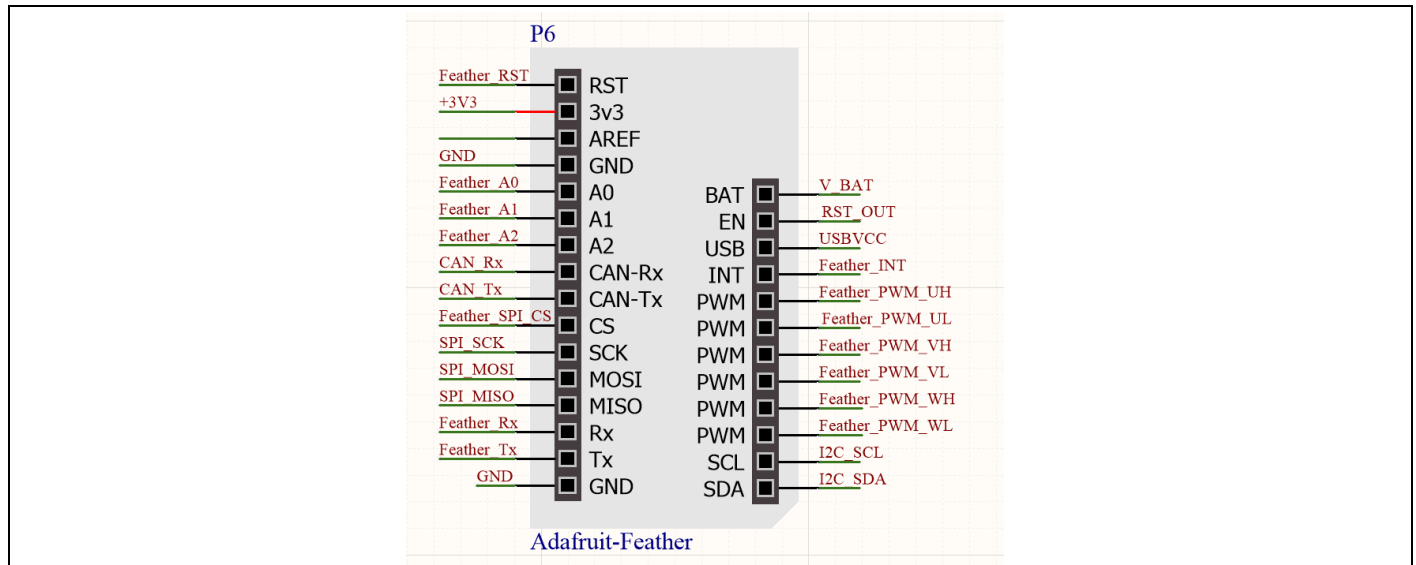 P6
Feather_RST RST
+3V3 3v3
AREF
GND GND
Feather_A0 A0
Feather_A1 A1
Feather_A2 A2
CAN_Rx CAN-Rx
CAN_Tx CAN-Tx
Feather_SPI_CS CS
SPI_SCK SCK
SPI_MOSI MOSI
SPI_MISO MISO
Feather_Rx Rx
Feather_Tx Tx
GND GND
BAT V_BAT
EN RST_OUT
USB USBVCC
INT Feather_INT
PWM Feather_PWM_UH
PWM Feather_PWM_UL
PWM Feather_PWM_VH
PWM Feather_PWM_VL
PWM Feather_PWM_WH
PWM Feather_PWM_WL
SCL I2C_SCL
SDA I2C_SDA
Adafruit-Feather